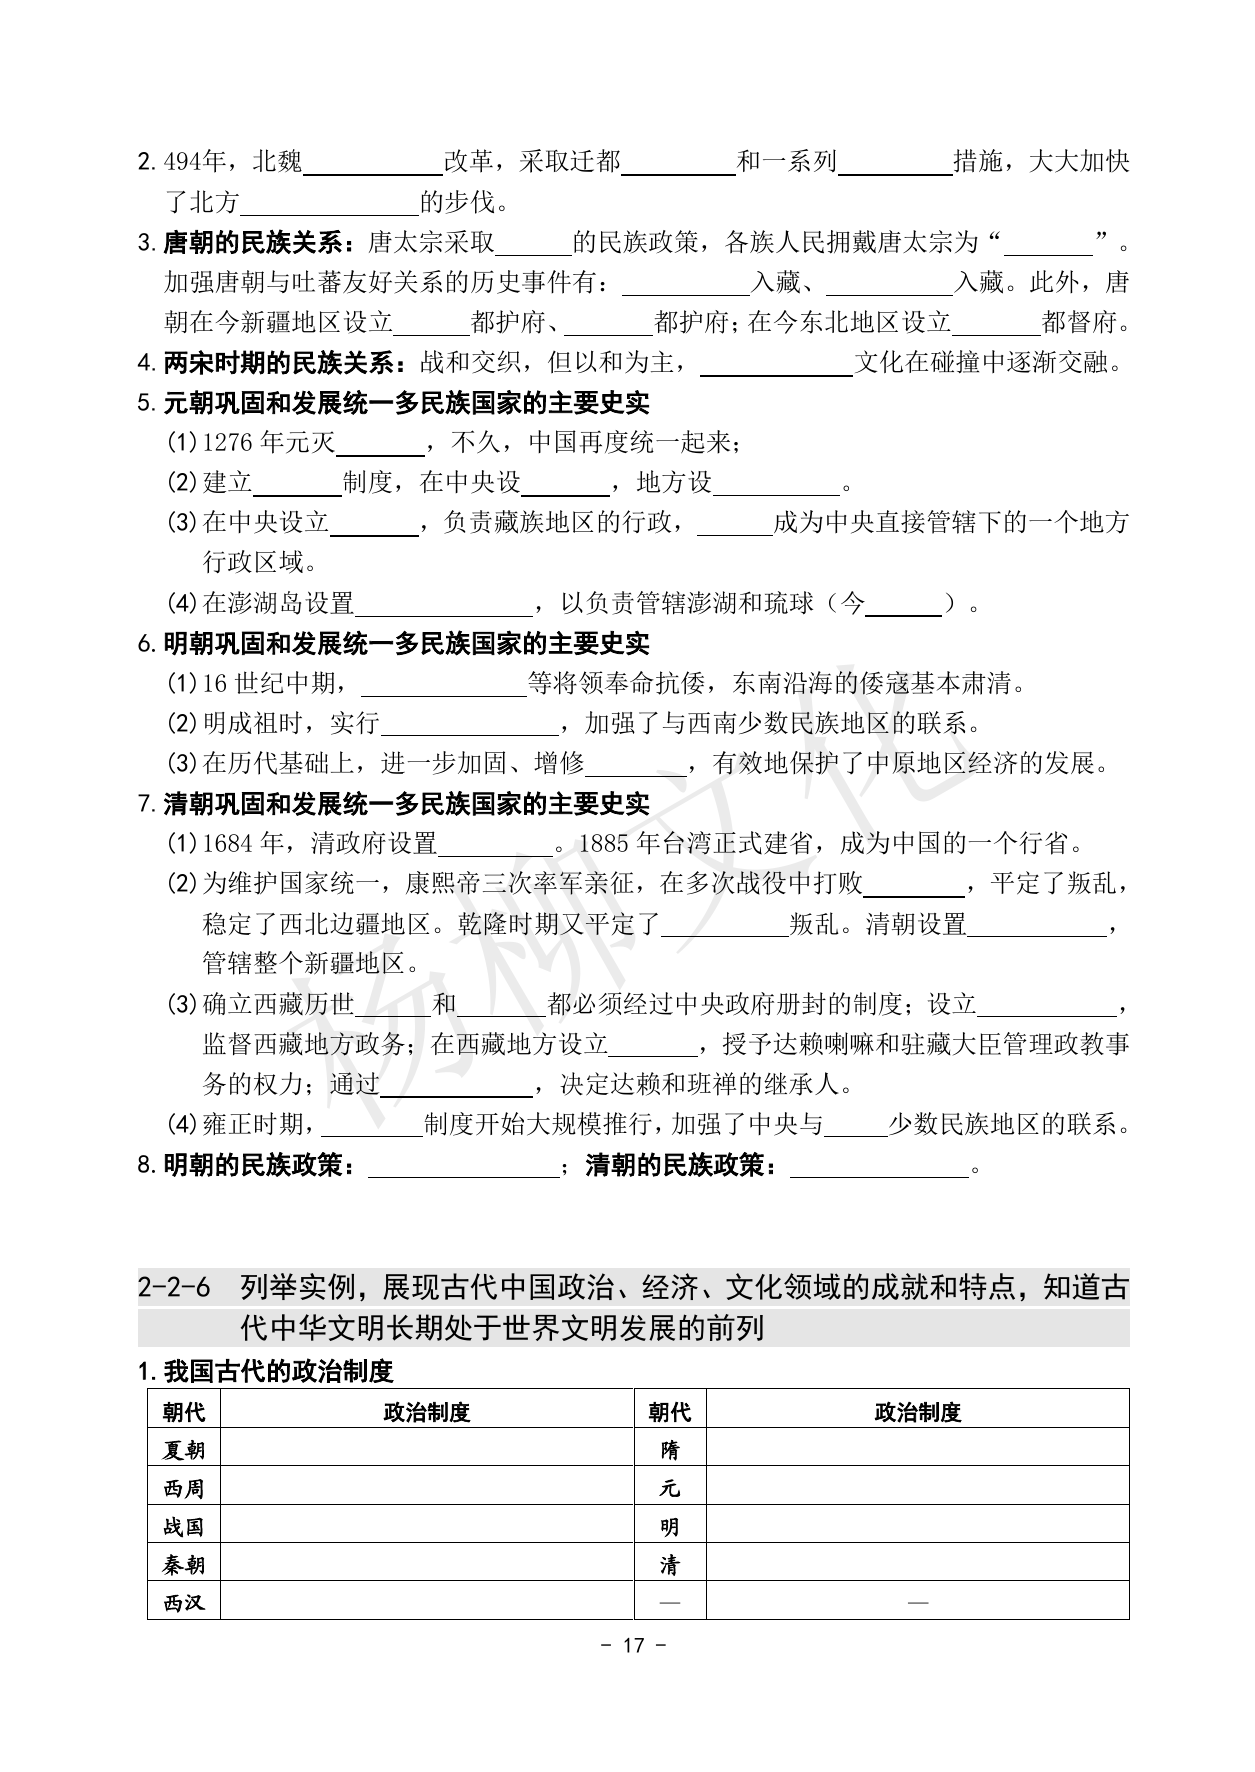 2. 494年，北魏__________改革，采取迁都________和一系列________措施，大大加快
了北方____________的步伐。
3. 唐朝的民族关系：唐太宗采取_____的民族政策，各族人民拥戴唐太宗为“______”。
加强唐朝与吐蕃友好关系的历史事件有：_________入藏、_________入藏。此外，唐
朝在今新疆地区设立_____都护府、______都护府；在今东北地区设立______都督府。
4. 两宋时期的民族关系：战和交织，但以和为主，__________文化在碰撞中逐渐交融。
5. 元朝巩固和发展统一多民族国家的主要史实
(1) 1276 年元灭______，不久，中国再度统一起来；
(2) 建立______制度，在中央设______，地方设_________。
(3) 在中央设立______，负责藏族地区的行政，_____成为中央直接管辖下的一个地方
行政区域。
(4) 在澎湖岛设置____________，以负责管辖澎湖和琉球（今_____）。
6. 明朝巩固和发展统一多民族国家的主要史实
(1) 16 世纪中期，___________等将领奉命抗倭，东南沿海的倭寇基本肃清。
(2) 明成祖时，实行____________，加强了与西南少数民族地区的联系。
(3) 在历代基础上，进一步加固、增修_______，有效地保护了中原地区经济的发展。
7. 清朝巩固和发展统一多民族国家的主要史实
(1) 1684 年，清政府设置________。1885 年台湾正式建省，成为中国的一个行省。
(2) 为维护国家统一，康熙帝三次率军亲征，在多次战役中打败_______，平定了叛乱，
稳定了西北边疆地区。乾隆时期又平定了_________叛乱。清朝设置__________，
管辖整个新疆地区。
(3) 确立西藏历世_____和______都必须经过中央政府册封的制度；设立__________，
监督西藏地方政务；在西藏地方设立______，授予达赖喇嘛和驻藏大臣管理政教事
务的权力；通过__________，决定达赖和班禅的继承人。
(4) 雍正时期，_______制度开始大规模推行，加强了中央与____少数民族地区的联系。
8. 明朝的民族政策：_____________；清朝的民族政策：____________。
杨柳文化
2-2-6 列举实例，展现古代中国政治、经济、文化领域的成就和特点，知道古
代中华文明长期处于世界文明发展的前列
1. 我国古代的政治制度
朝代 政治制度 朝代 政治制度
夏朝 隋
西周 元
战国 明
秦朝 清
西汉 — —
- 17 -